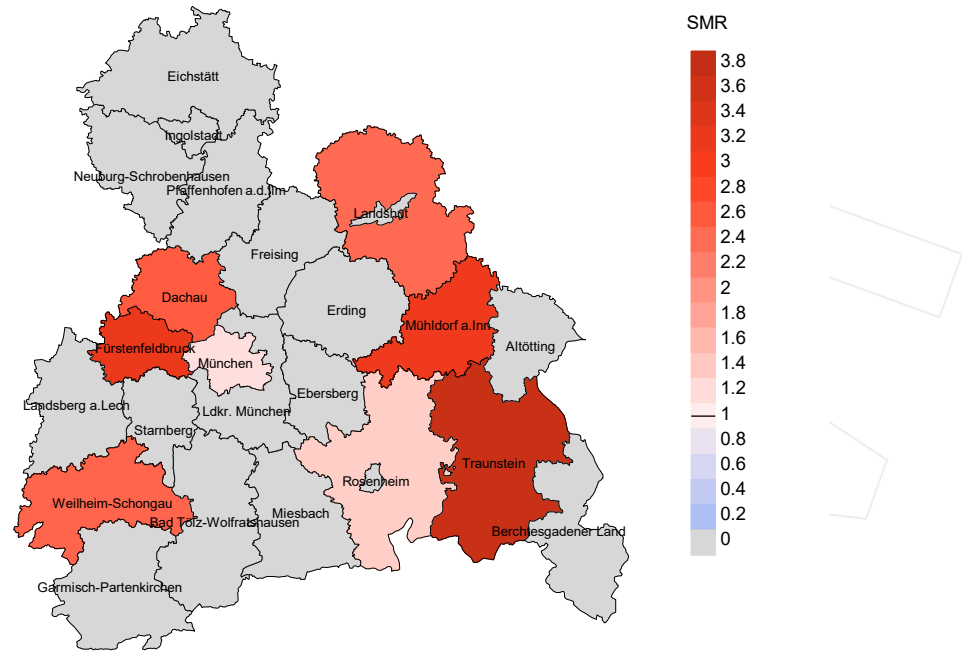 SMR
3.8
3.6
3.4
3.2
3
2.8
2.6
2.4
2.2
2
1.8
1.6
1.4
1.2
1
0.8
0.6
0.4
0.2
0
Eichstätt
Ingolstadt
Neuburg-Schrobenhausen
Pfaffenhofen a.d.Ilm
Landshut
Freising
Dachau
Erding
Mühldorf a.Inn
Fürstenfeldbruck
Altötting
München
Ebersberg
Landsberg a.Lech
Ldkr. München
Starnberg
Traunstein
Rosenheim
Weilheim-Schongau
Miesbach
Bad Tölz-Wolfratshausen
Berchtesgadener Land
Garmisch-Partenkirchen